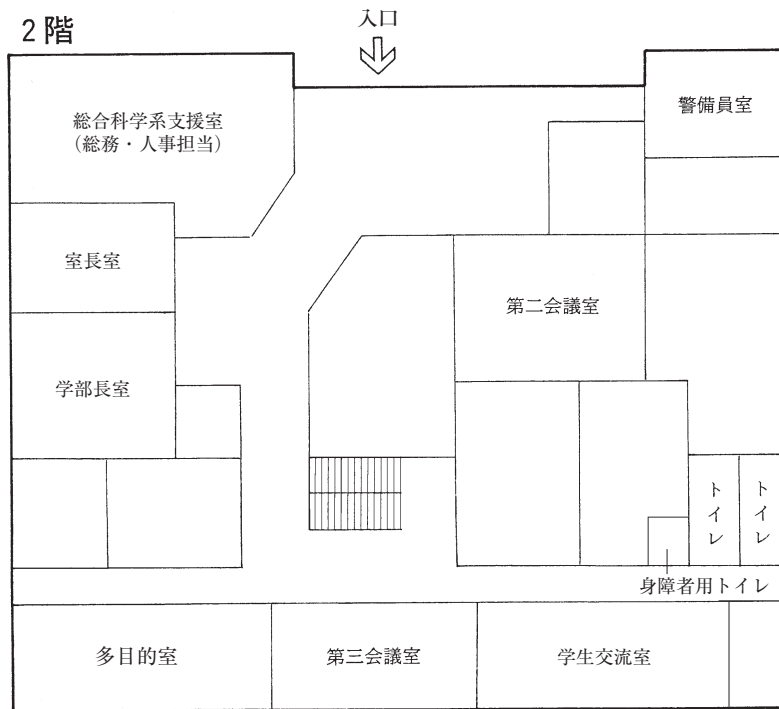 2階
入口
総合科学系支援室
(総務・人事担当)
警備員室
室長室
第二会議室
学部長室
トイレ
トイレ
身障者用トイレ
多目的室
第三会議室
学生交流室